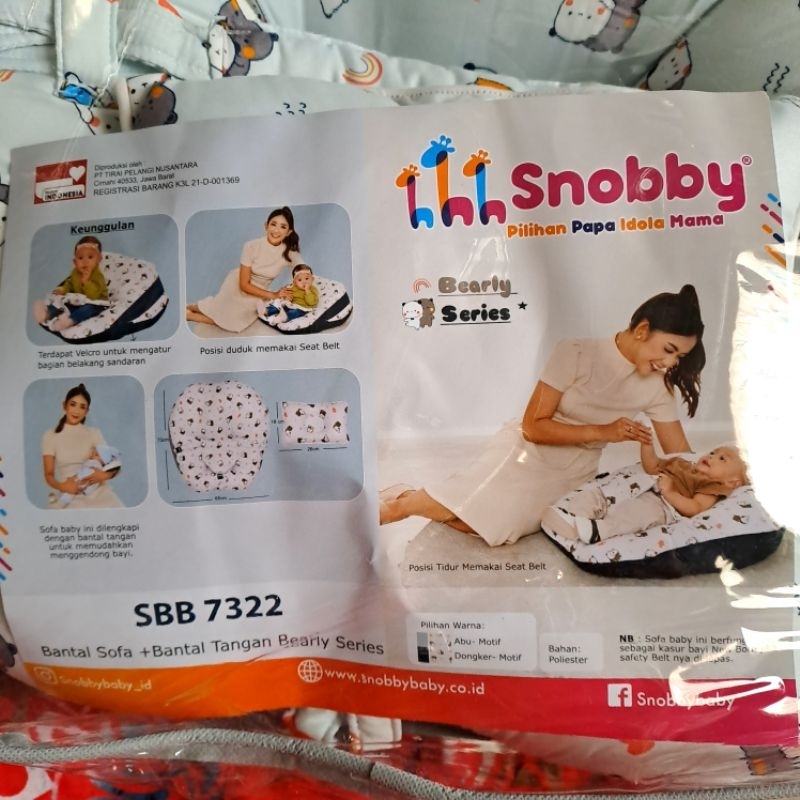 Diproduksi oleh :
PT TIRAI PELANGI NUSANTARA
Cimahi 40533, Jawa Barat
REGISTRASI BARANG K3L 21-D-001369
INDONESIA
Keunggulan
Terdapat Velcro untuk mengatur
bagian belakang sandaran
Posisi duduk memakai Seat Belt
Sofa baby ini dilengkapi
dengan bantal tangan
untuk memudahkan
menggendong bayi.
SBB 7322
Bantal Sofa +Bantal Tangan Bearly Series
Snobbybaby_id
www.snobbybaby.co.id
Snobby®
Pilihan Papa Idola Mama
Bearly
Series
Posisi Tidur Memakai Seat Belt
Pilihan Warna:
Abu- Motif
Dongker- Motif
Bahan:
Poliester
NB : Sofa baby ini
sebagai kasur bayi New
safety Belt nya
Snobbybaby